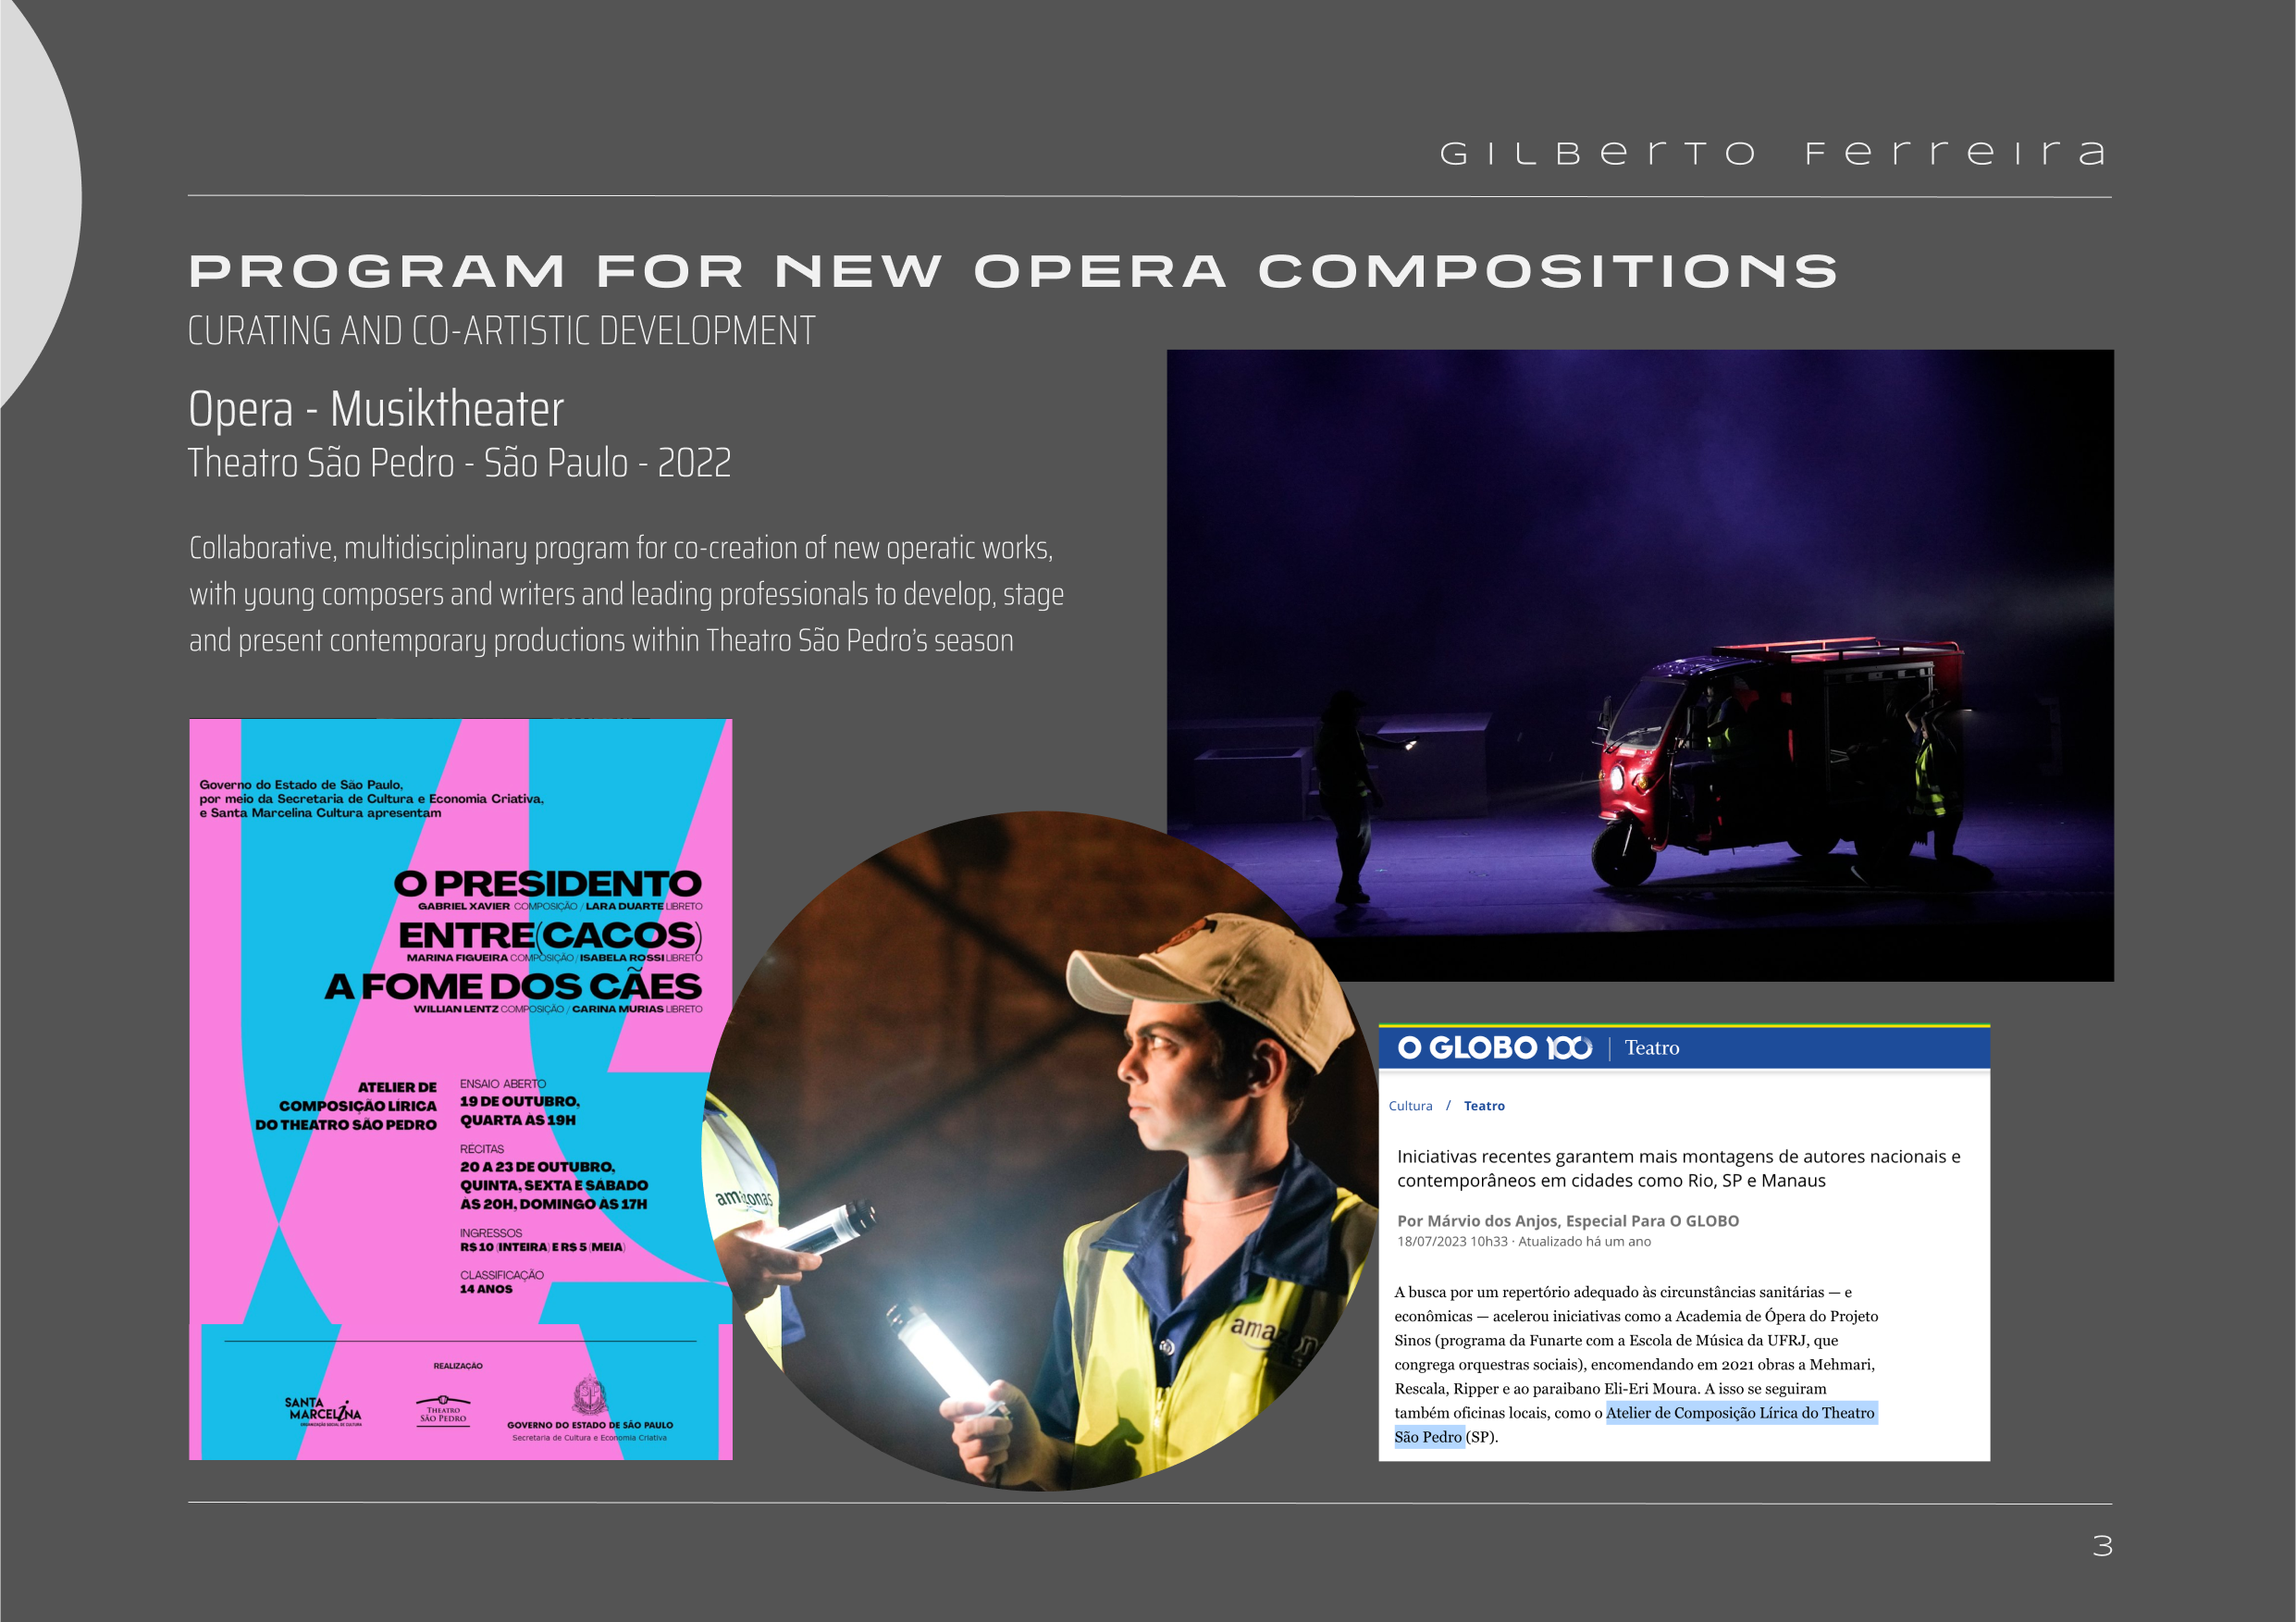 GILBerTO Ferreira
PROGRAM FOR NEW OPERA COMPOSITIONS
CURATING AND CO-ARTISTIC DEVELOPMENT
Opera - Musiktheater
Theatro São Pedro - São Paulo - 2022
Collaborative, multidisciplinary program for co-creation of new operatic works,
with young composers and writers and leading professionals to develop, stage
and present contemporary productions within Theatro São Pedro’s season
Governo do Estado de São Paulo,
por meio da Secretaria de Cultura e Economia Criativa,
e Santa Marcelina Cultura apresentam
O PRESIDENTO
GABRIEL XAVIER COMPOSIÇÃO / LARA DUARTE LIBRETO
ENTRE(CACOS)
MARINA FIGUEIRA COMPOSIÇÃO / ISABELA ROSSI LIBRETO
A FOME DOS CÃES
WILLIAN LENTZ COMPOSIÇÃO / CARINA MURIAS LIBRETO
ATELIER DE
COMPOSIÇÃO LÍRICA
DO THEATRO SÃO PEDRO
ENSAIO ABERTO
19 DE OUTUBRO,
QUARTA ÀS 19H
RÉCITAS
20 A 23 DE OUTUBRO,
QUINTA, SEXTA E SÁBADO
ÀS 20H, DOMINGO ÀS 17H
INGRESSOS
R$ 10 (INTEIRA) E R$ 5 (MEIA)
CLASSIFICAÇÃO
14 ANOS
REALIZAÇÃO
SANTA
MARCELINA
ORGANIZAÇÃO SOCIAL DE CULTURA
THEATRO
SÃO PEDRO
GOVERNO DO ESTADO DE SÃO PAULO
Secretaria de Cultura e Economia Criativa
amazonas
amazon
O GLOBO 100 | Teatro
Cultura / Teatro
Iniciativas recentes garantem mais montagens de autores nacionais e
contemporâneos em cidades como Rio, SP e Manaus
Por Márvio dos Anjos, Especial Para O GLOBO
18/07/2023 10h33 · Atualizado há um ano
A busca por um repertório adequado às circunstâncias sanitárias — e
econômicas — acelerou iniciativas como a Academia de Ópera do Projeto
Sinos (programa da Funarte com a Escola de Música da UFRJ, que
congrega orquestras sociais), encomendando em 2021 obras a Mehmari,
Rescala, Ripper e ao paraibano Eli-Eri Moura. A isso se seguiram
também oficinas locais, como o Atelier de Composição Lírica do Theatro
São Pedro (SP).
3